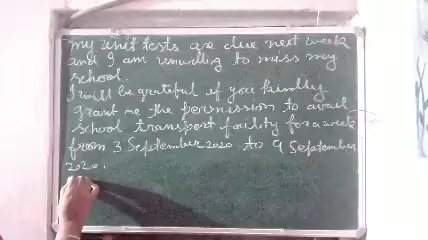 My unit tests are due next week
and I am unwilling to miss my
school.
I will be grateful if you kindly
grant me the permission to avail
school transport facility for a week
from 3 September 2020 to 9 September
2020.